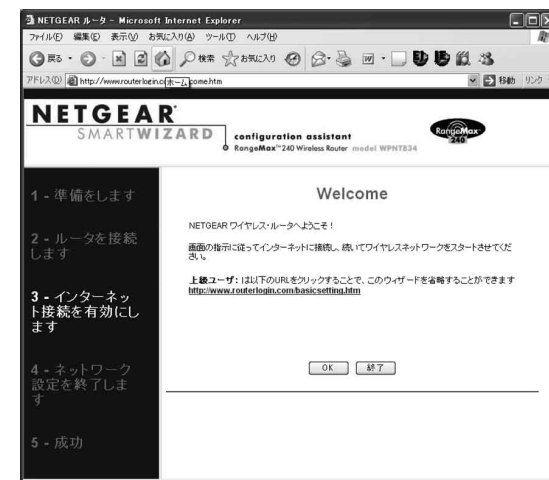 NETGEAR ルータ - Microsoft Internet Explorer
ファイル(F) 編集(E) 表示(V) お気に入り(A) ツール(T) ヘルプ(H)
戻る 検索 お気に入り
アドレス(D) http://www.routerlogin.c ホーム come.htm 移動 リンク
NETGEAR
SMARTWIZARD configuration assistant
RangeMax™240 Wireless Router model WPNT834
RangeMax 240
1 - 準備をします
2 - ルータを接続
します
3 - インターネッ
ト接続を有効にし
ます
4 - ネットワーク
設定を終了しま
す
5 - 成功
Welcome
NETGEAR ワイヤレス・ルータへようこそ！
画面の指示に従ってインターネットに接続し、続いてワイヤレスネットワークをスタートさせてくだ
さい。
上級ユーザ: は以下のURLをクリックすることで、このウィザードを省略することができます
http://www.routerlogin.com/basicsetting.htm
OK 終了